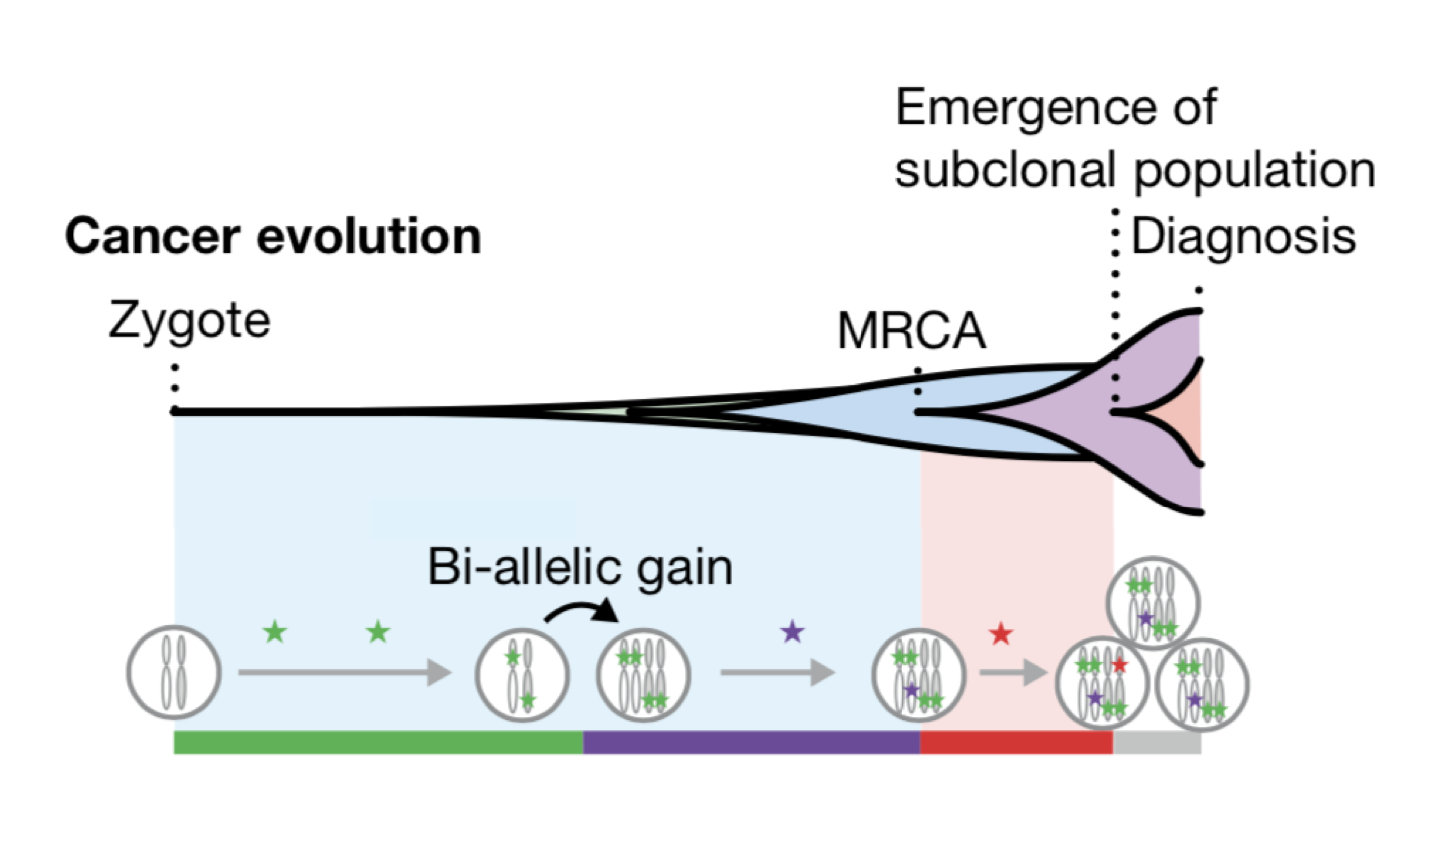 Emergence of
subclonal population
Cancer evolution
Diagnosis
Zygote
MRCA
Bi-allelic gain